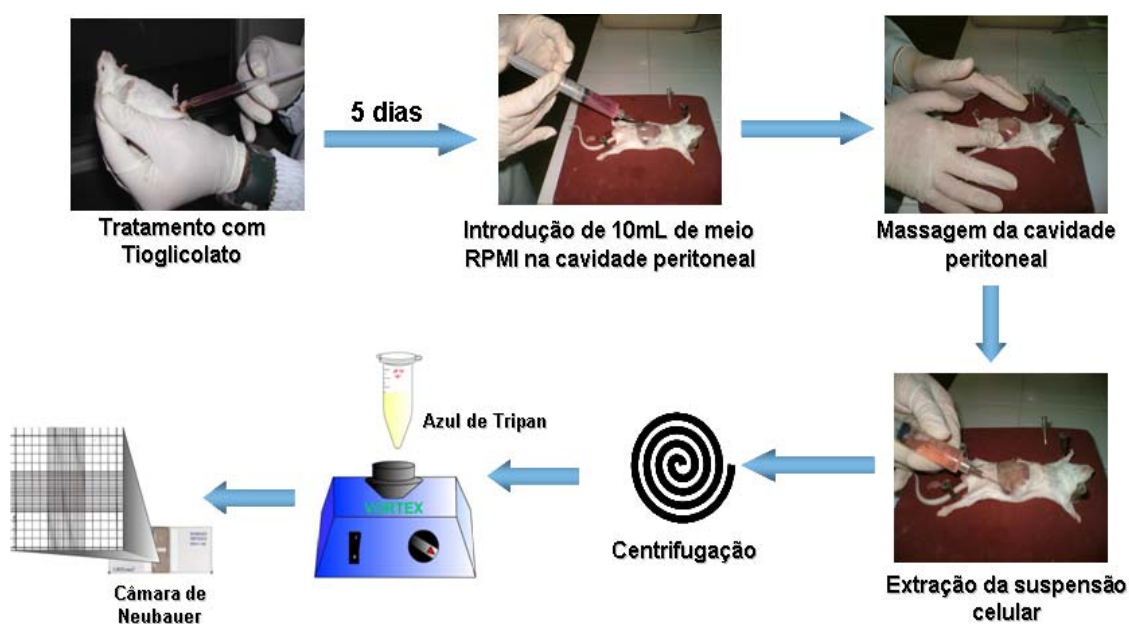 5 dias
Tratamento com
Tioglicolato
Introdução de 10mL de meio
RPMI na cavidade peritoneal
Massagem da cavidade
peritoneal
Extração da suspensão
celular
Centrifugação
Azul de Tripan
VORTEX
Câmara de
Neubauer